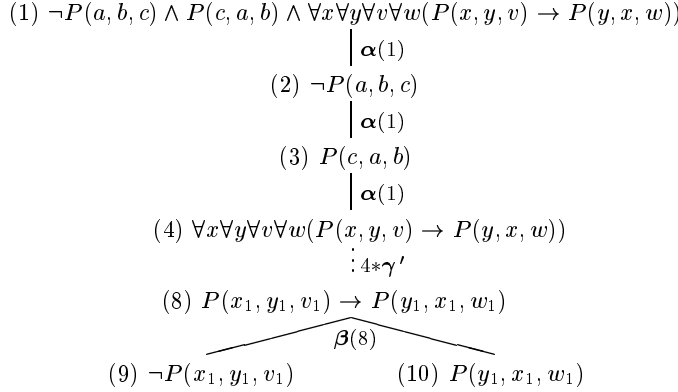 (1) ¬P(a, b, c) ∧ P(c, a, b) ∧ ∀x∀y∀v∀w(P(x, y, v) → P(y, x, w))
α(1)
(2) ¬P(a, b, c)
α(1)
(3) P(c, a, b)
α(1)
(4) ∀x∀y∀v∀w(P(x, y, v) → P(y, x, w))
4*γ′
(8) P(x₁, y₁, v₁) → P(y₁, x₁, w₁)
β(8)
(9) ¬P(x₁, y₁, v₁) (10) P(y₁, x₁, w₁)